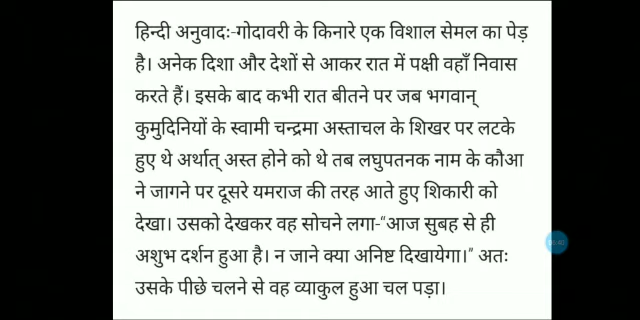 हिन्दी अनुवादः-गोदावरी के किनारे एक विशाल सेमल का पेड़
है। अनेक दिशा और देशों से आकर रात में पक्षी वहाँ निवास
करते हैं। इसके बाद कभी रात बीतने पर जब भगवान्
कुमुदिनियों के स्वामी चन्द्रमा अस्ताचल के शिखर पर लटके
हुए थे अर्थात् अस्त होने को थे तब लघुपतनक नाम के कौआ
ने जागने पर दूसरे यमराज की तरह आते हुए शिकारी को
देखा। उसको देखकर वह सोचने लगा-“आज सुबह से ही
अशुभ दर्शन हुआ है। न जाने क्या अनिष्ट दिखायेगा।” अतः
उसके पीछे चलने से वह व्याकुल हुआ चल पड़ा।